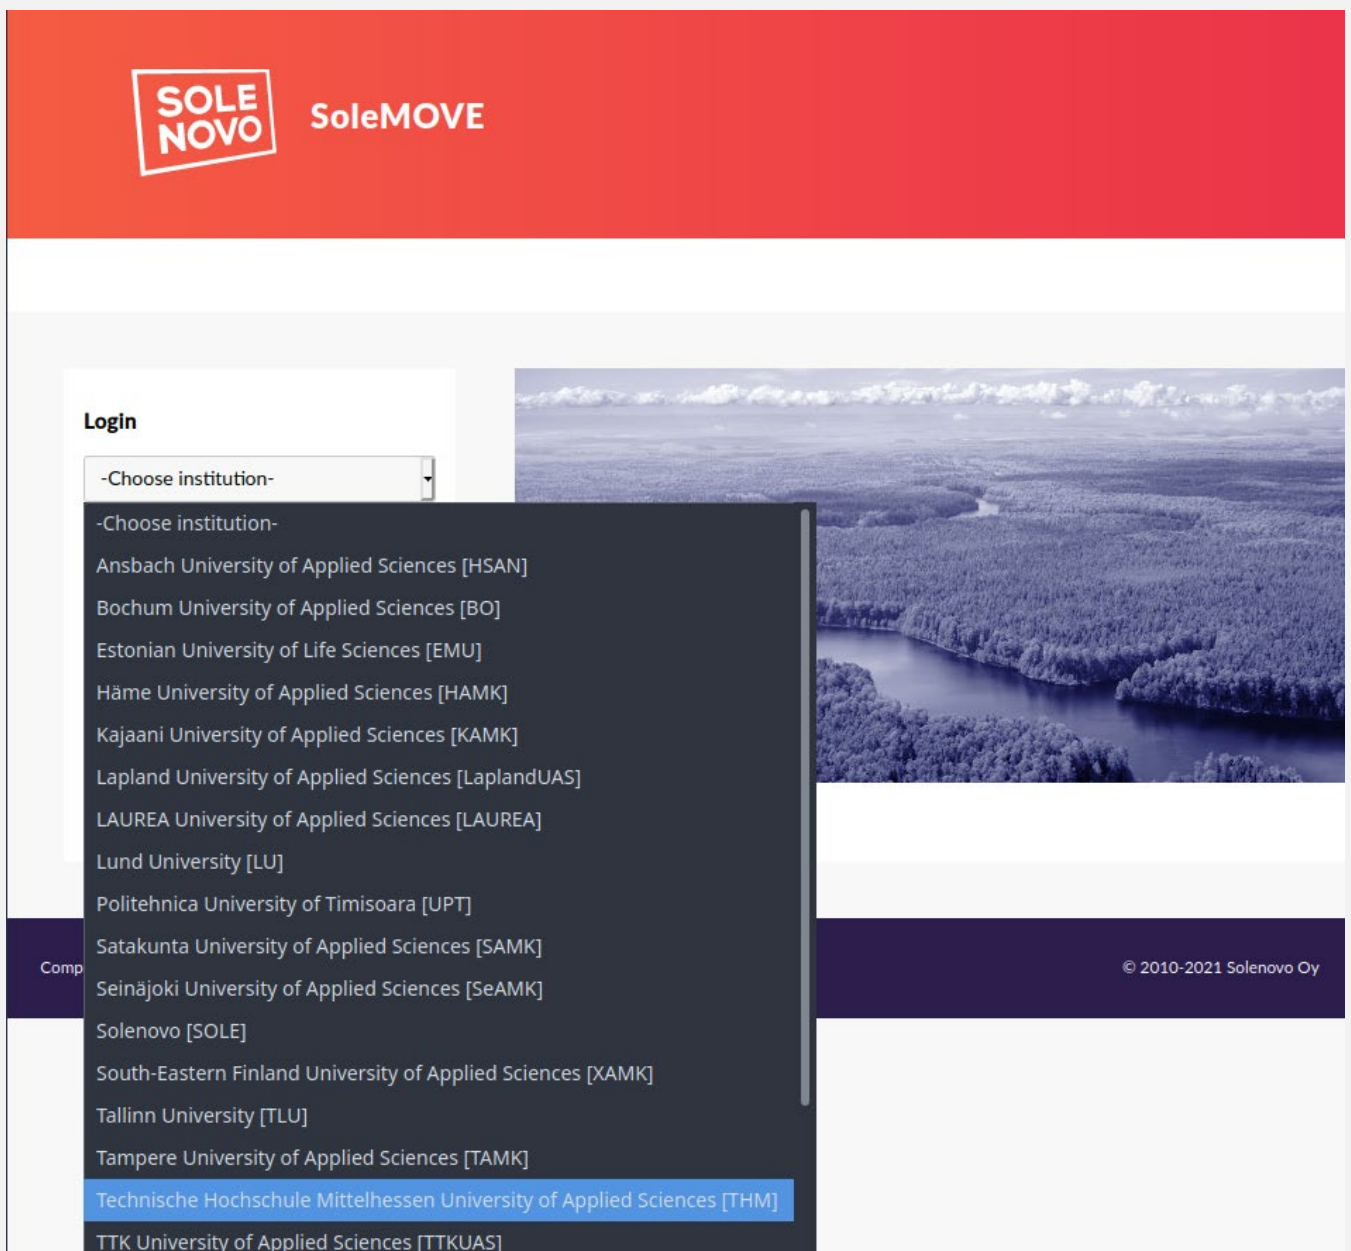 SOLE
NOVO
SoleMOVE
Login
-Choose institution-
-Choose institution-
Ansbach University of Applied Sciences [HSAN]
Bochum University of Applied Sciences [BO]
Estonian University of Life Sciences [EMU]
Häme University of Applied Sciences [HAMK]
Kajaani University of Applied Sciences [KAMK]
Lapland University of Applied Sciences [LaplandUAS]
LAUREA University of Applied Sciences [LAUREA]
Lund University [LU]
Politehnica University of Timisoara [UPT]
Satakunta University of Applied Sciences [SAMK]
Comp
© 2010-2021 Solenovo Oy
Seinäjoki University of Applied Sciences [SeAMK]
Solenovo [SOLE]
South-Eastern Finland University of Applied Sciences [XAMK]
Tallinn University [TLU]
Tampere University of Applied Sciences [TAMK]
Technische Hochschule Mittelhessen University of Applied Sciences [THM]
TTK University of Applied Sciences [TTKUAS]